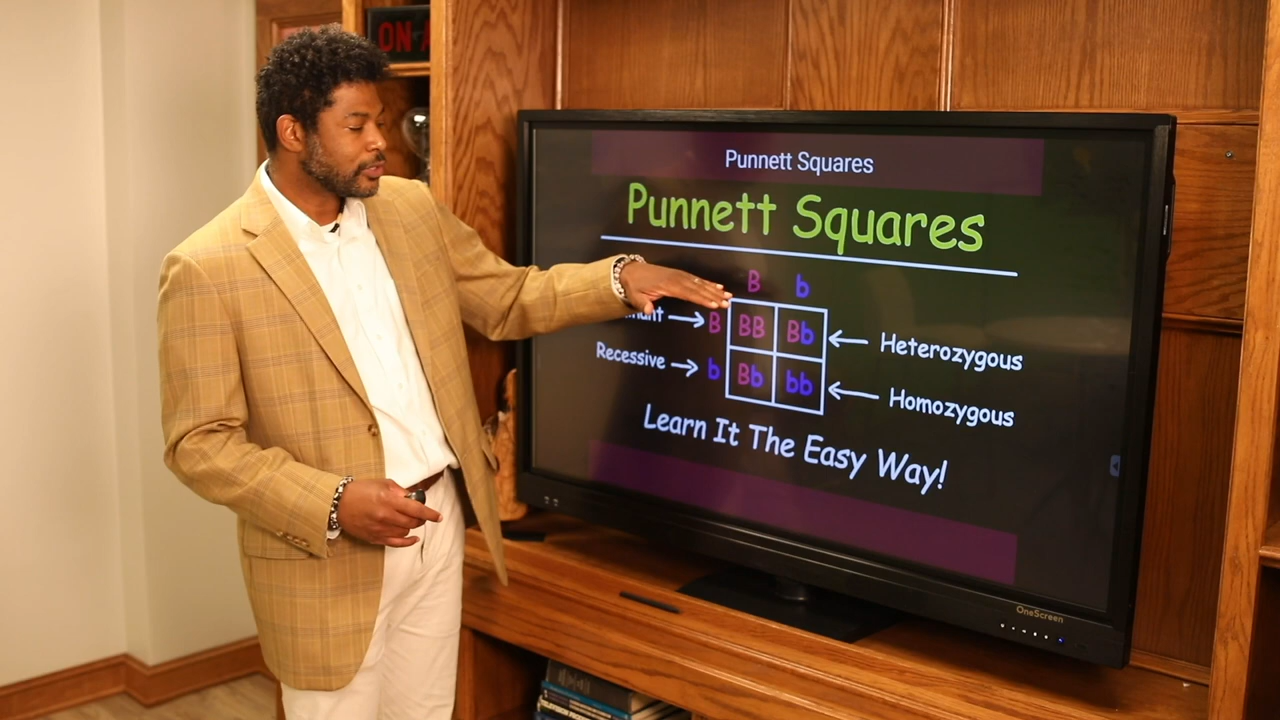 ON
Punnett Squares
Punnett Squares
B b
B BB Bb Heterozygous
Recessive b Bb bb Homozygous
Learn It The Easy Way!
OneScreen